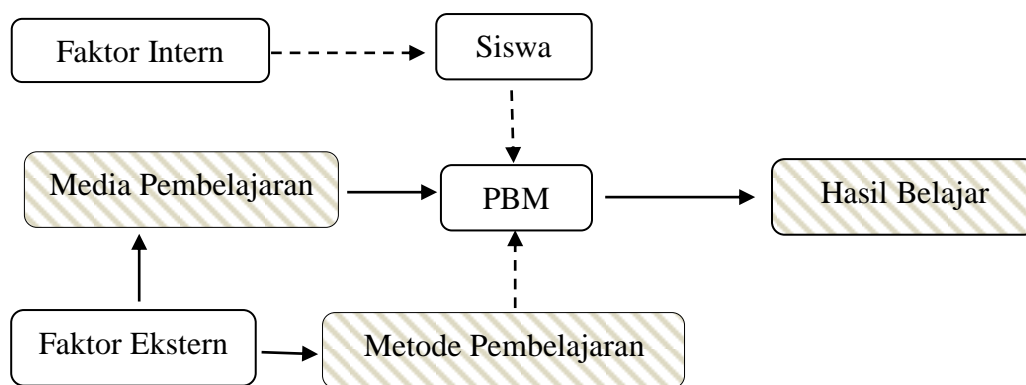 Faktor Intern
Siswa
Media Pembelajaran
PBM
Hasil Belajar
Faktor Ekstern
Metode Pembelajaran